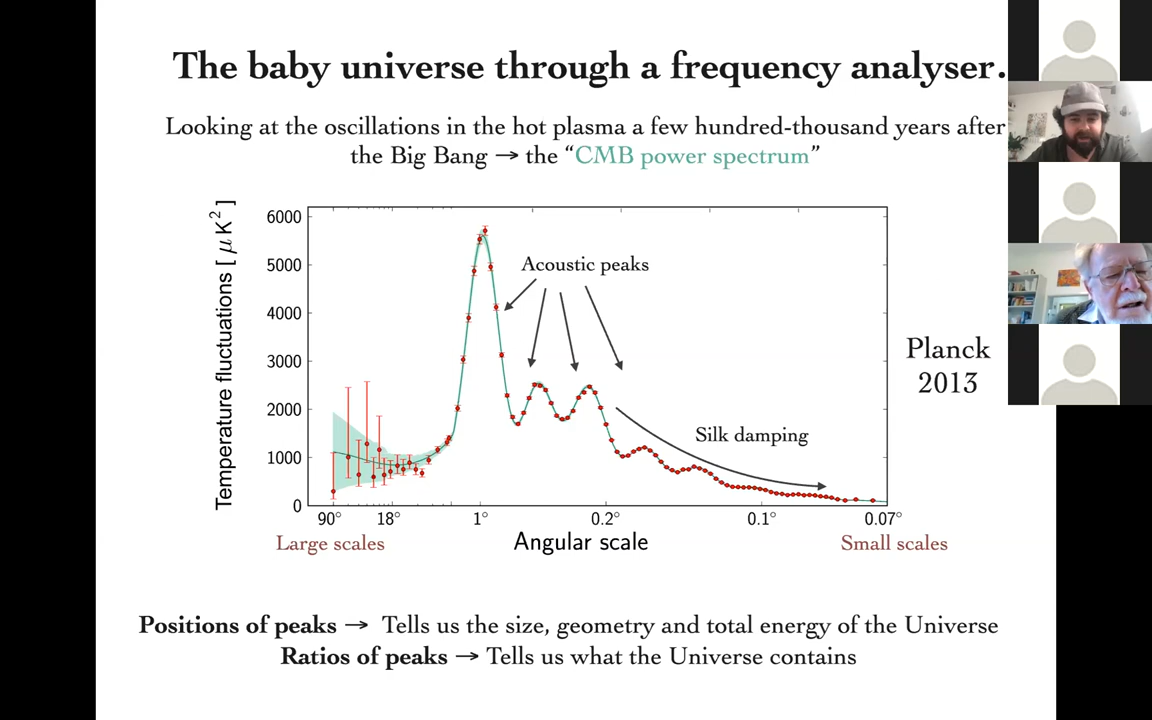 The baby universe through a frequency analyser.
Looking at the oscillations in the hot plasma a few hundred-thousand years after
the Big Bang → the “CMB power spectrum”
Temperature fluctuations [ μ K² ]
6000
5000
4000
3000
2000
1000
0
Acoustic peaks
Silk damping
Planck
2013
90° 18° 1° 0.2° 0.1° 0.07°
Large scales Angular scale Small scales
Positions of peaks → Tells us the size, geometry and total energy of the Universe
Ratios of peaks → Tells us what the Universe contains